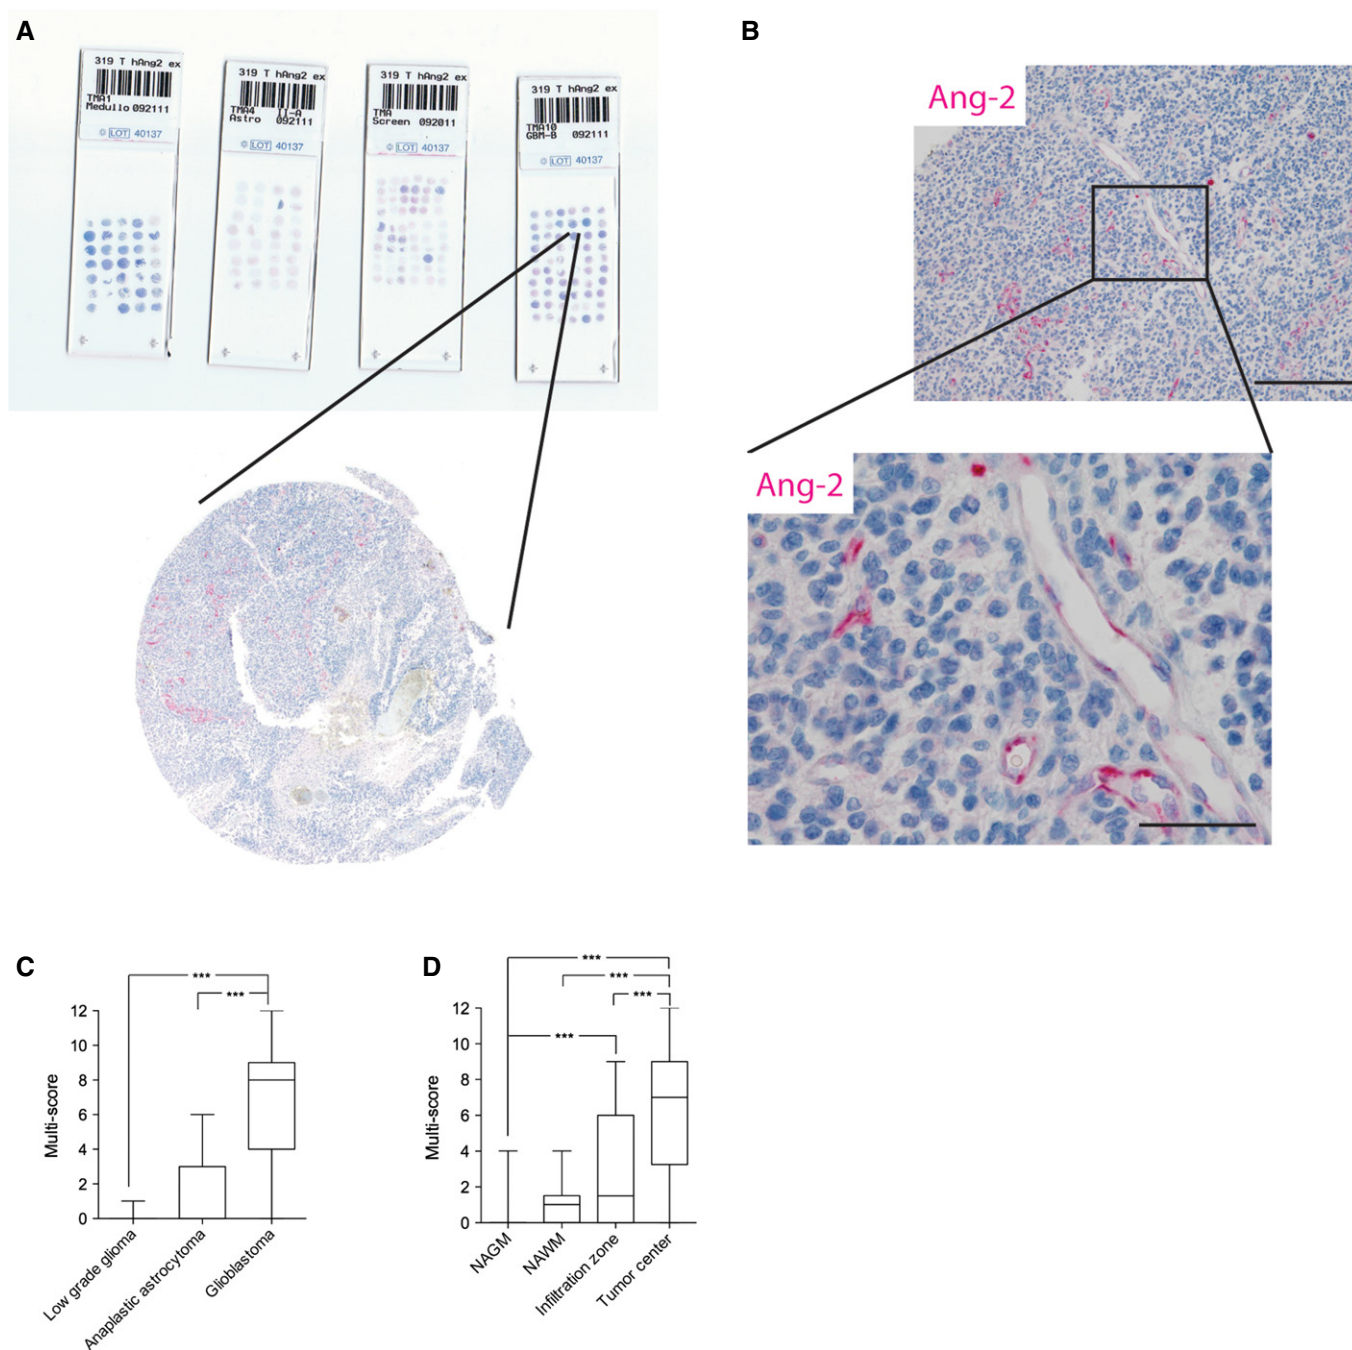 A
319 T hAng2 ex
TMA1
Medullo 092111
LOT 40137
319 T hAng2 ex
TMA4 II-A
Astro 092111
LOT 40137
319 T hAng2 ex
TMA
Screen 092011
LOT 40137
319 T hAng2 ex
TMA10
GBM-B 092111
LOT 40137
B
Ang-2
Ang-2
C
***
***
12
10
8
6
4
2
0
Multi-score
Low grade glioma
Anaplastic astrocytoma
Glioblastoma
D
***
***
***
***
12
10
8
6
4
2
0
Multi-score
NAGM
NAWM
Infiltration zone
Tumor center